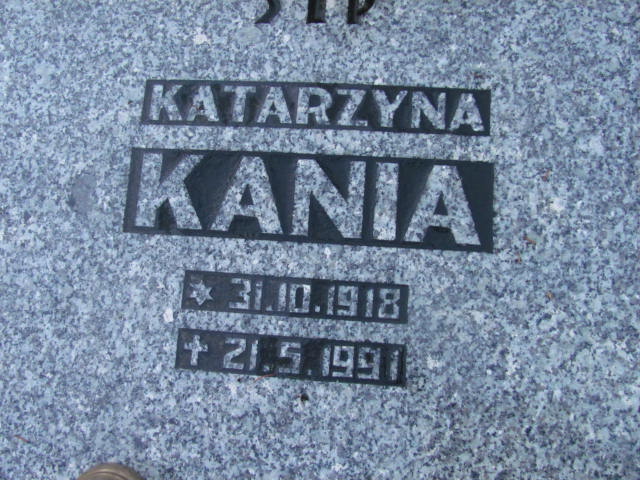 Ś†P
KATARZYNA
KANIA
* 31.10.1918
✝ 21.5.1991